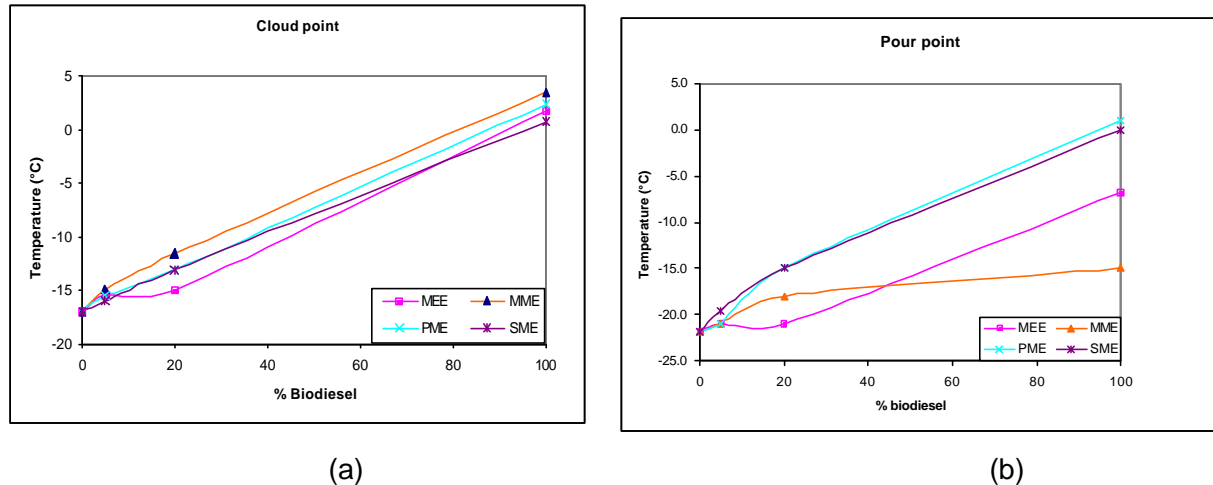 Cloud point
5
0
-5
-10
-15
-20
Temperature (°C)
0 20 40 60 80 100
% Biodiesel
MEE MME
PME SME
(a)
Pour point
5.0
0.0
-5.0
-10.0
-15.0
-20.0
-25.0
Temperature (°C)
0 20 40 60 80 100
% biodiesel
MEE MME
PME SME
(b)